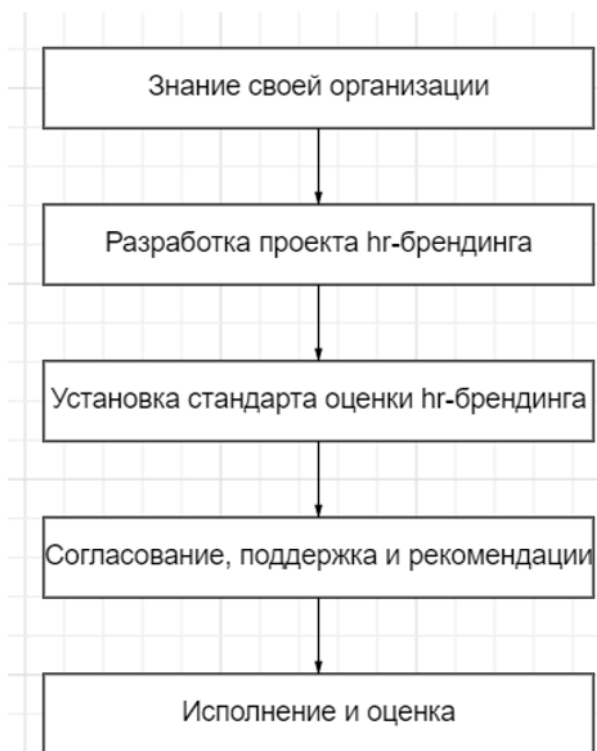 Знание своей организации
Разработка проекта hr-брендинга
Установка стандарта оценки hr-брендинга
Согласование, поддержка и рекомендации
Исполнение и оценка